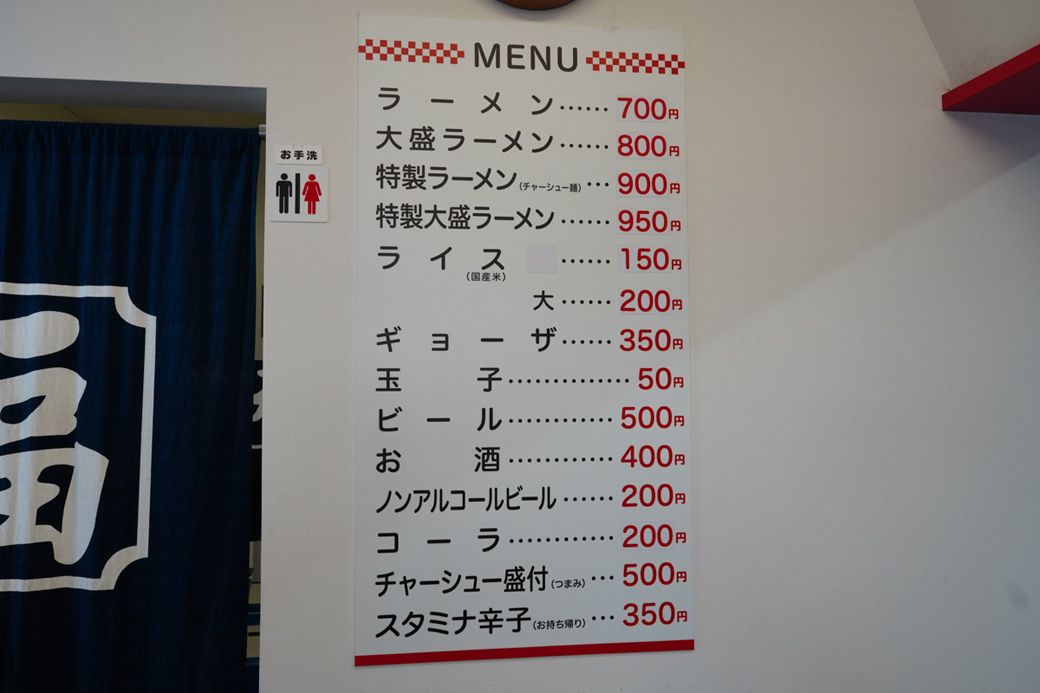 MENU
ラーメン……700円
大盛ラーメン……800円
特製ラーメン(チャーシュー麺)…900円
特製大盛ラーメン……950円
ライス……150円
(国産米)
大……200円
ギョーザ……350円
玉子…………50円
ビール…………500円
お酒…………400円
ノンアルコールビール……200円
コーラ…………200円
チャーシュー盛付(つまみ)…500円
スタミナ辛子(お持ち帰り)…350円
お手洗
福